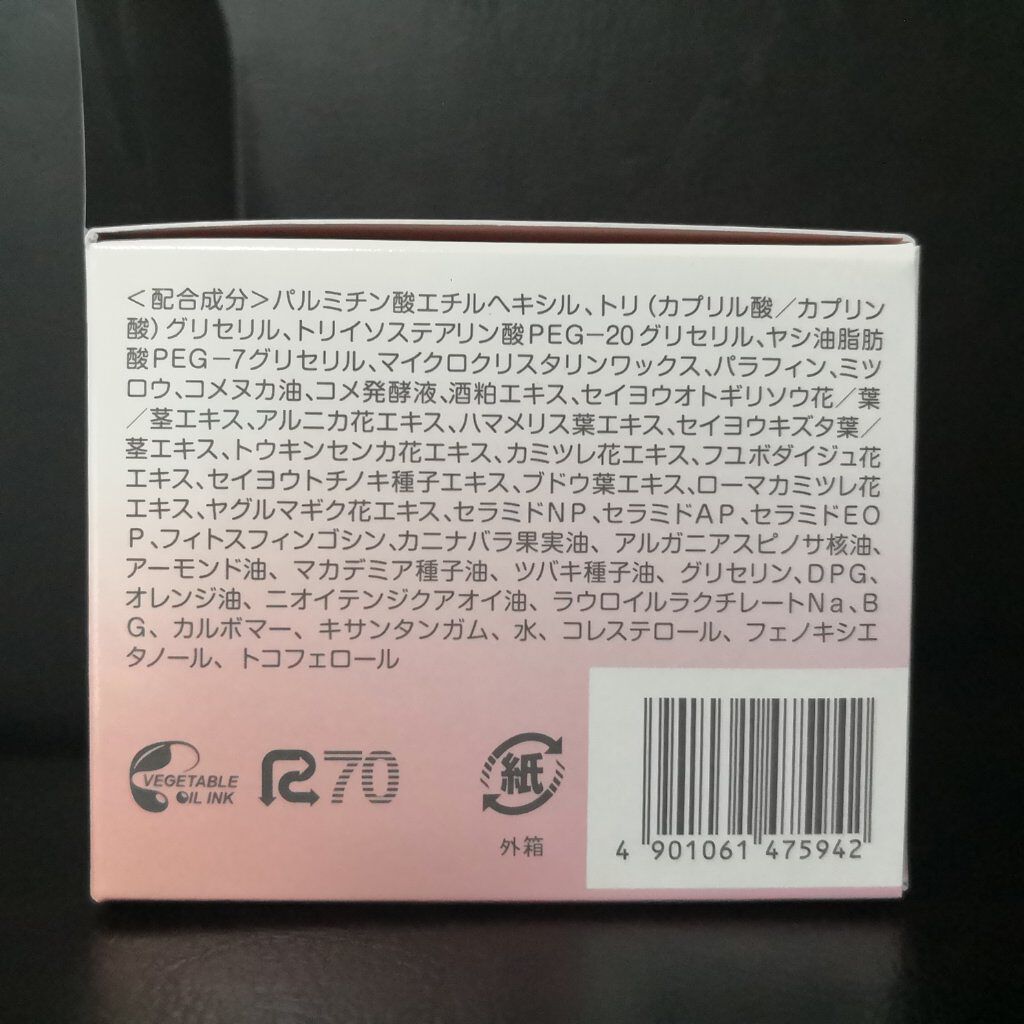 ＜配合成分＞パルミチン酸エチルヘキシル、トリ（カプリル酸／カプリン
酸）グリセリル、トリイソステアリン酸PEG－20グリセリル、ヤシ油脂肪
酸PEG－7グリセリル、マイクロクリスタリンワックス、パラフィン、ミツ
ロウ、コメヌカ油、コメ発酵液、酒粕エキス、セイヨウオトギリソウ花／葉
／茎エキス、アルニカ花エキス、ハマメリス葉エキス、セイヨウキズタ葉／
茎エキス、トウキンセンカ花エキス、カミツレ花エキス、フユボダイジュ花
エキス、セイヨウトチノキ種子エキス、ブドウ葉エキス、ローマカミツレ花
エキス、ヤグルマギク花エキス、セラミドNP、セラミドAP、セラミドEO
P、フィトスフィンゴシン、カニナバラ果実油、アルガニアスピノサ核油、
アーモンド油、マカデミア種子油、ツバキ種子油、グリセリン、DPG、
オレンジ油、ニオイテンジクアオイ油、ラウロイルラクチレートNa、B
G、カルボマー、キサンタンガム、水、コレステロール、フェノキシエ
タノール、トコフェロール
VEGETABLE
OIL INK
R70
紙
外箱
4 901061 475942